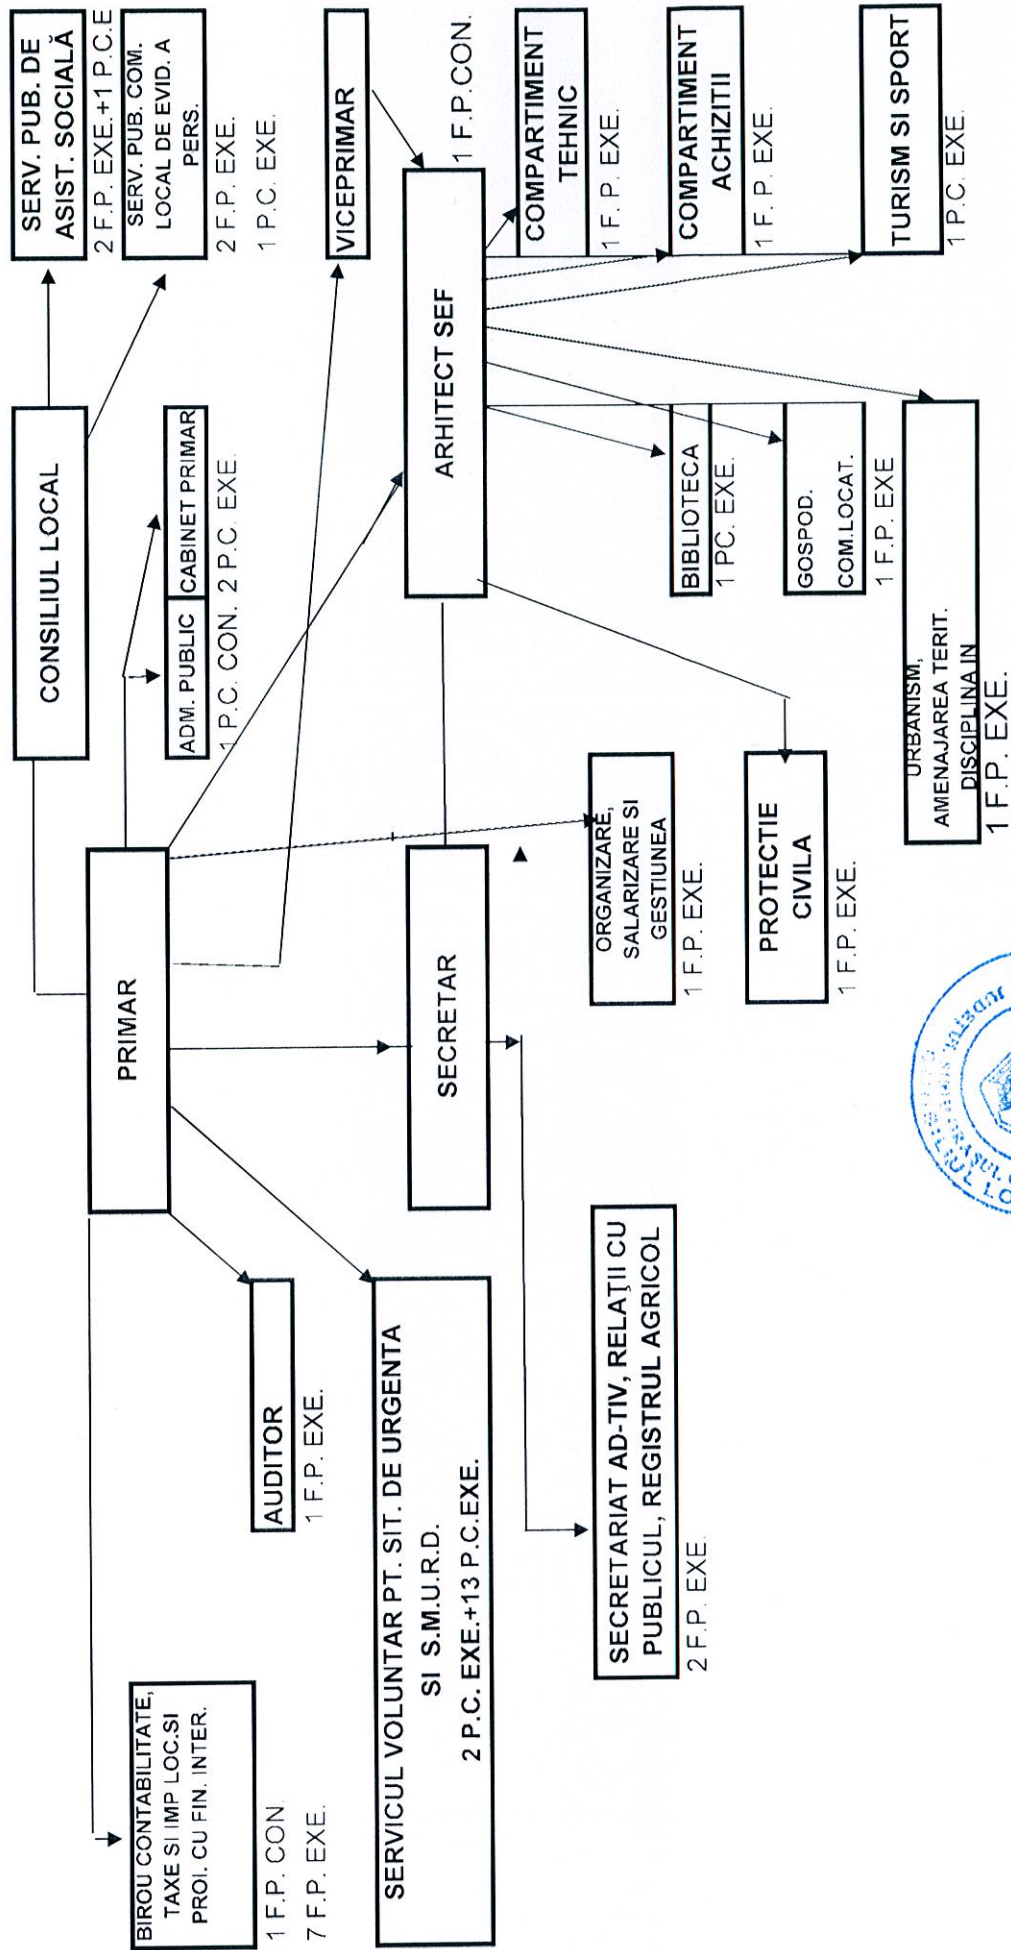 CONSILIUL LOCAL
SERV. PUB. DE
ASIST. SOCIALĂ
2 F.P. EXE.+1 P.C.E
SERV. PUB. COM.
LOCAL DE EVID. A
PERS.
2 F.P. EXE.
1 P.C. EXE.
PRIMAR
ADM. PUBLIC
CABINET PRIMAR
1 P.C. CON. 2 P.C. EXE.
BIROU CONTABILITATE,
TAXE SI IMP LOC.SI
PROI. CU FIN. INTER.
1 F.P. CON.
7 F.P. EXE.
AUDITOR
1 F.P. EXE.
VICEPRIMAR
SERVICUL VOLUNTAR PT. SIT. DE URGENTA
SI S.M.U.R.D.
2 P.C. EXE.+13 P.C.EXE.
SECRETAR
ARHITECT SEF
1 F.P.CON.
COMPARTIMENT
TEHNIC
1 F. P. EXE.
SECRETARIAT AD-TIV, RELAŢII CU
PUBLICUL, REGISTRUL AGRICOL
2 F.P. EXE.
ORGANIZARE,
SALARIZARE SI
GESTIUNEA
1 F.P. EXE.
BIBLIOTECA
1 PC. EXE.
COMPARTIMENT
ACHIZITII
1 F.P. EXE.
PROTECTIE
CIVILA
1 F.P. EXE.
GOSPOD.
COM.LOCAT.
1 F.P. EXE
TURISM SI SPORT
1 P.C. EXE.
URBANISM,
AMENAJAREA TERIT.
DISCIPLINA IN
1 F.P. EXE.
JUDEŢUL